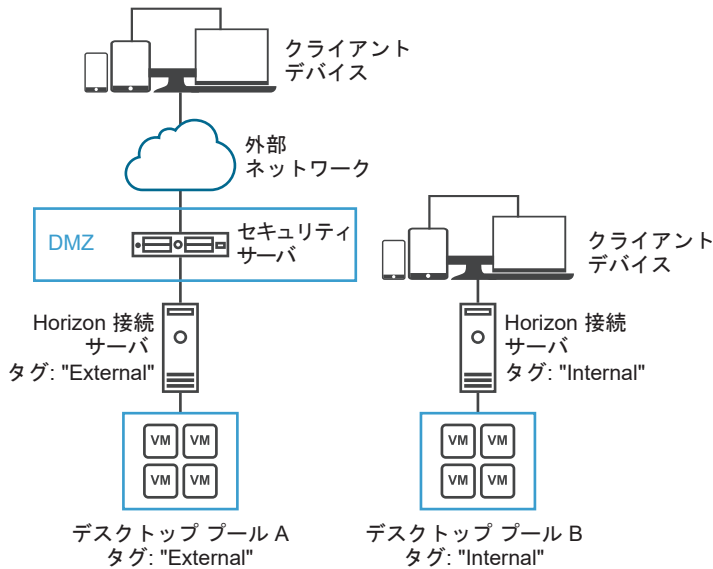 クライアント
デバイス
外部
ネットワーク
DMZ
セキュリティ
サーバ
クライアント
デバイス
Horizon 接続
サーバ
タグ: "External"
Horizon 接続
サーバ
タグ: "Internal"
VM VM
VM VM
VM VM
VM VM
デスクトップ プール A
タグ: "External"
デスクトップ プール B
タグ: "Internal"